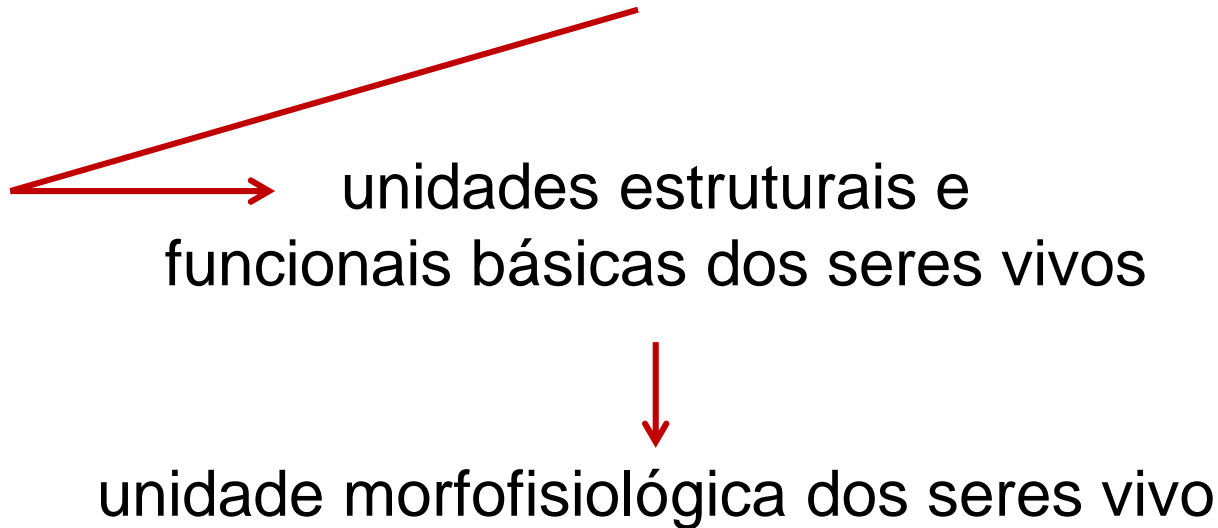 unidades estruturais e
funcionais básicas dos seres vivos
unidade morfofisiológica dos seres vivo